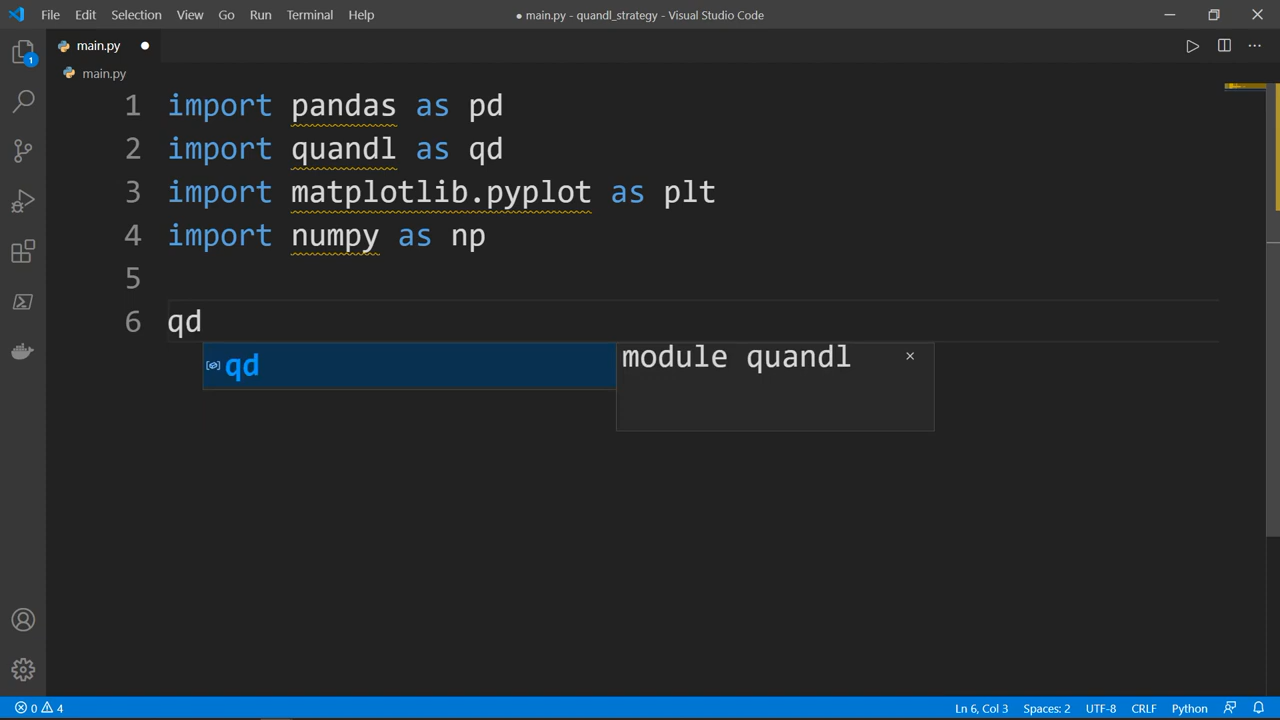 File Edit Selection View Go Run Terminal Help
● main.py - quandl_strategy - Visual Studio Code
main.py
main.py
1 import pandas as pd
2 import quandl as qd
3 import matplotlib.pyplot as plt
4 import numpy as np
5
6 qd
qd
module quandl
1
0 4
Ln 6, Col 3 Spaces: 2 UTF-8 CRLF Python